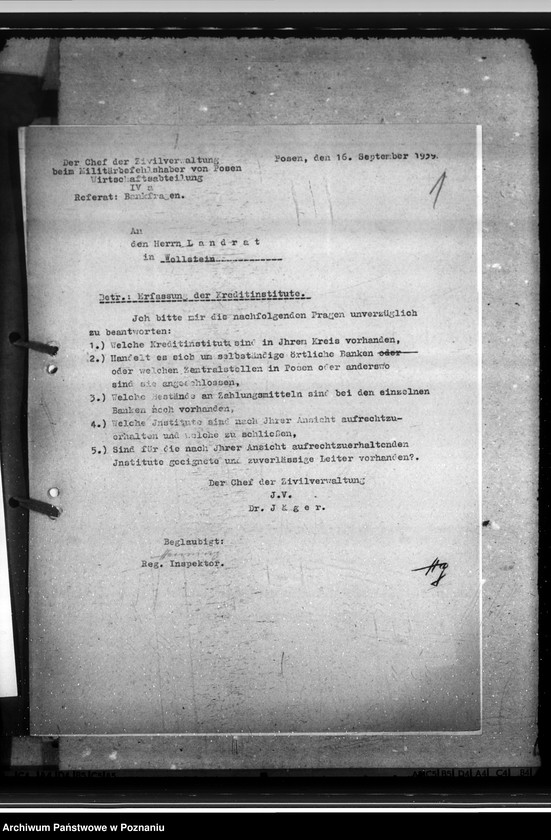 Der Chef der Zivilverwaltung
beim Militärbefehlshaber von Posen
Wirtschaftsabteilung
IV a
Referat: Bankfragen.
Posen, den 16. September 1939.
1
An
den Herrn L a n d r a t
in Wollstein
Betr.: Erfassung der Kreditinstitute.
Jch bitte mir die nachfolgenden Fragen unverzüglich
zu beantworten:
1.) Welche Kreditinstitute sind in Jhrem Kreis vorhanden,
2.) Handelt es sich um selbständige örtliche Banken oder
oder welchen Zentralstellen in Posen oder anderswo
sind sie angeschlossen,
3.) Welche Bestände an Zahlungsmitteln sind bei den einzelnen
Banken noch vorhanden,
4.) Welche Jnstitute sind nach Jhrer Ansicht aufrechtzu-
erhalten und welche zu schließen,
5.) Sind für die nach Jhrer Ansicht aufrechtzuerhaltenden
Jnstitute geeignete und zuverlässige Leiter vorhanden?.
Der Chef der Zivilverwaltung
J.V.
Dr. J ä g e r.
Beglaubigt:
Reg. Inspektor.
Archiwum Państwowe w Poznaniu